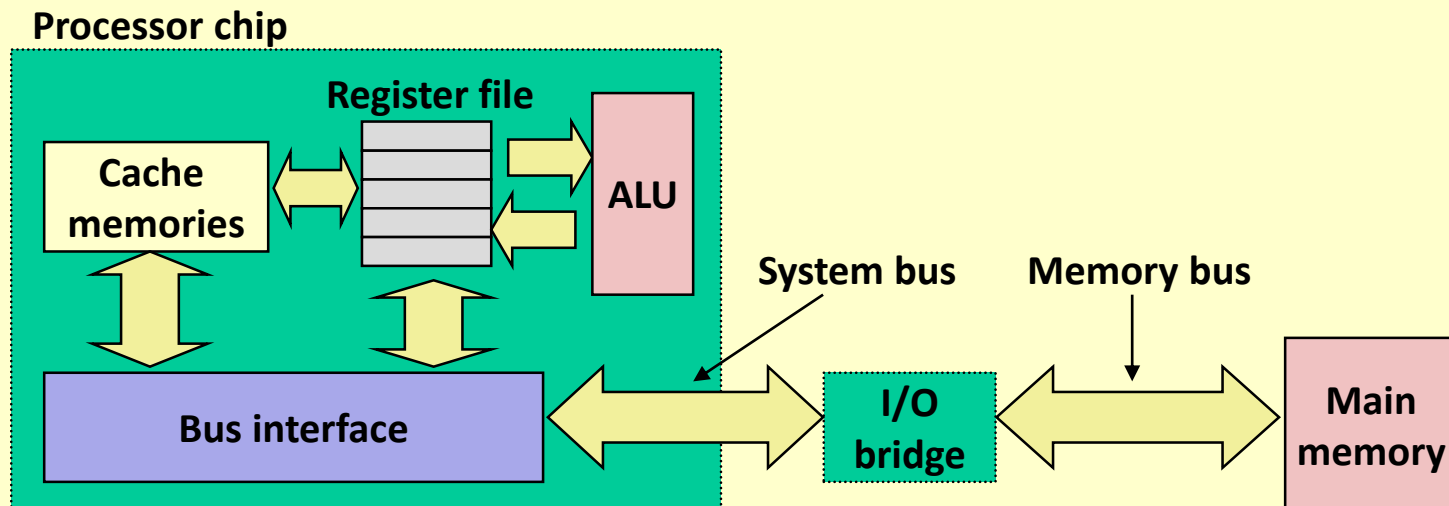 Processor chip
Register file
Cache
memories
ALU
System bus
Memory bus
Bus interface
I/O
bridge
Main
memory